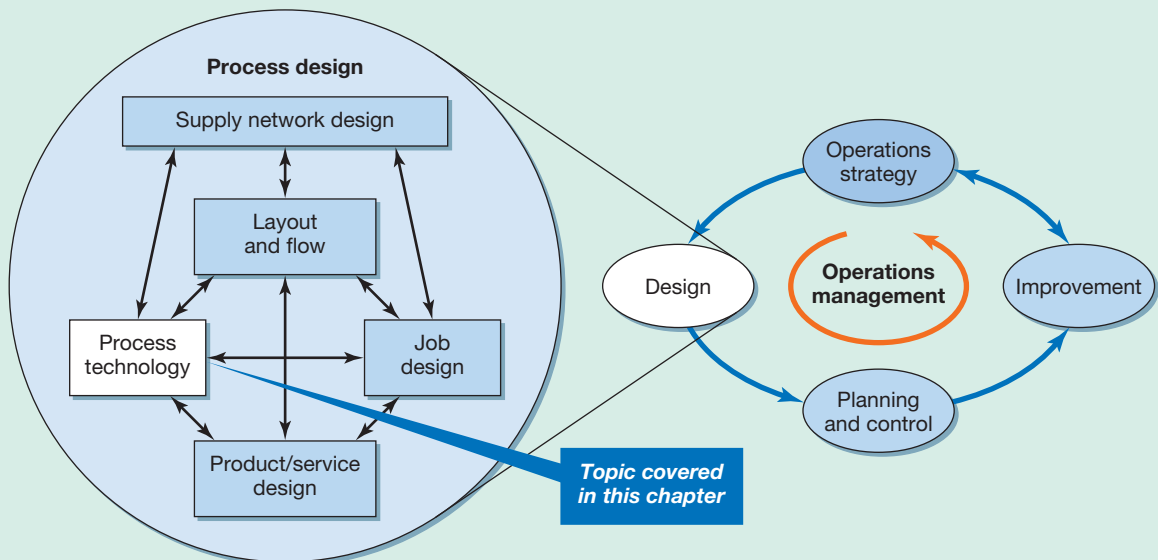 Process design
Supply network design
Layout
and flow
Process
technology
Job
design
Product/service
design
Topic covered
in this chapter
Operations
strategy
Design
Operations
management
Improvement
Planning
and control